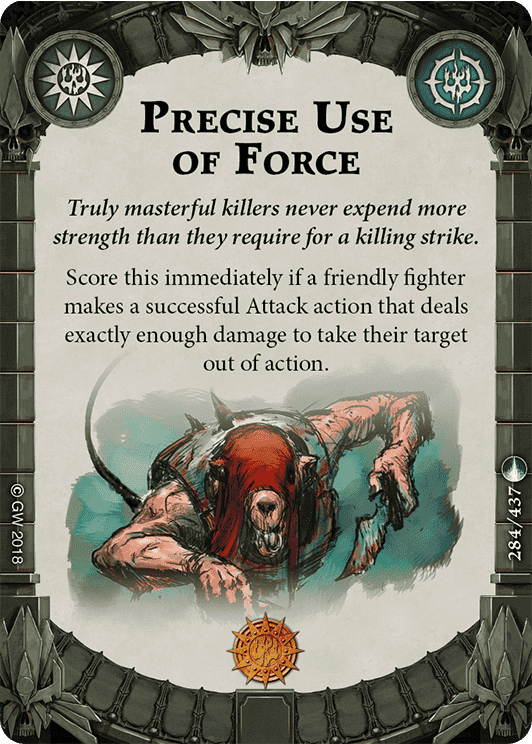 PRECISE USE
OF FORCE
Truly masterful killers never expend more
strength than they require for a killing strike.
Score this immediately if a friendly fighter
makes a successful Attack action that deals
exactly enough damage to take their target
out of action.
© GW 2018
284/437